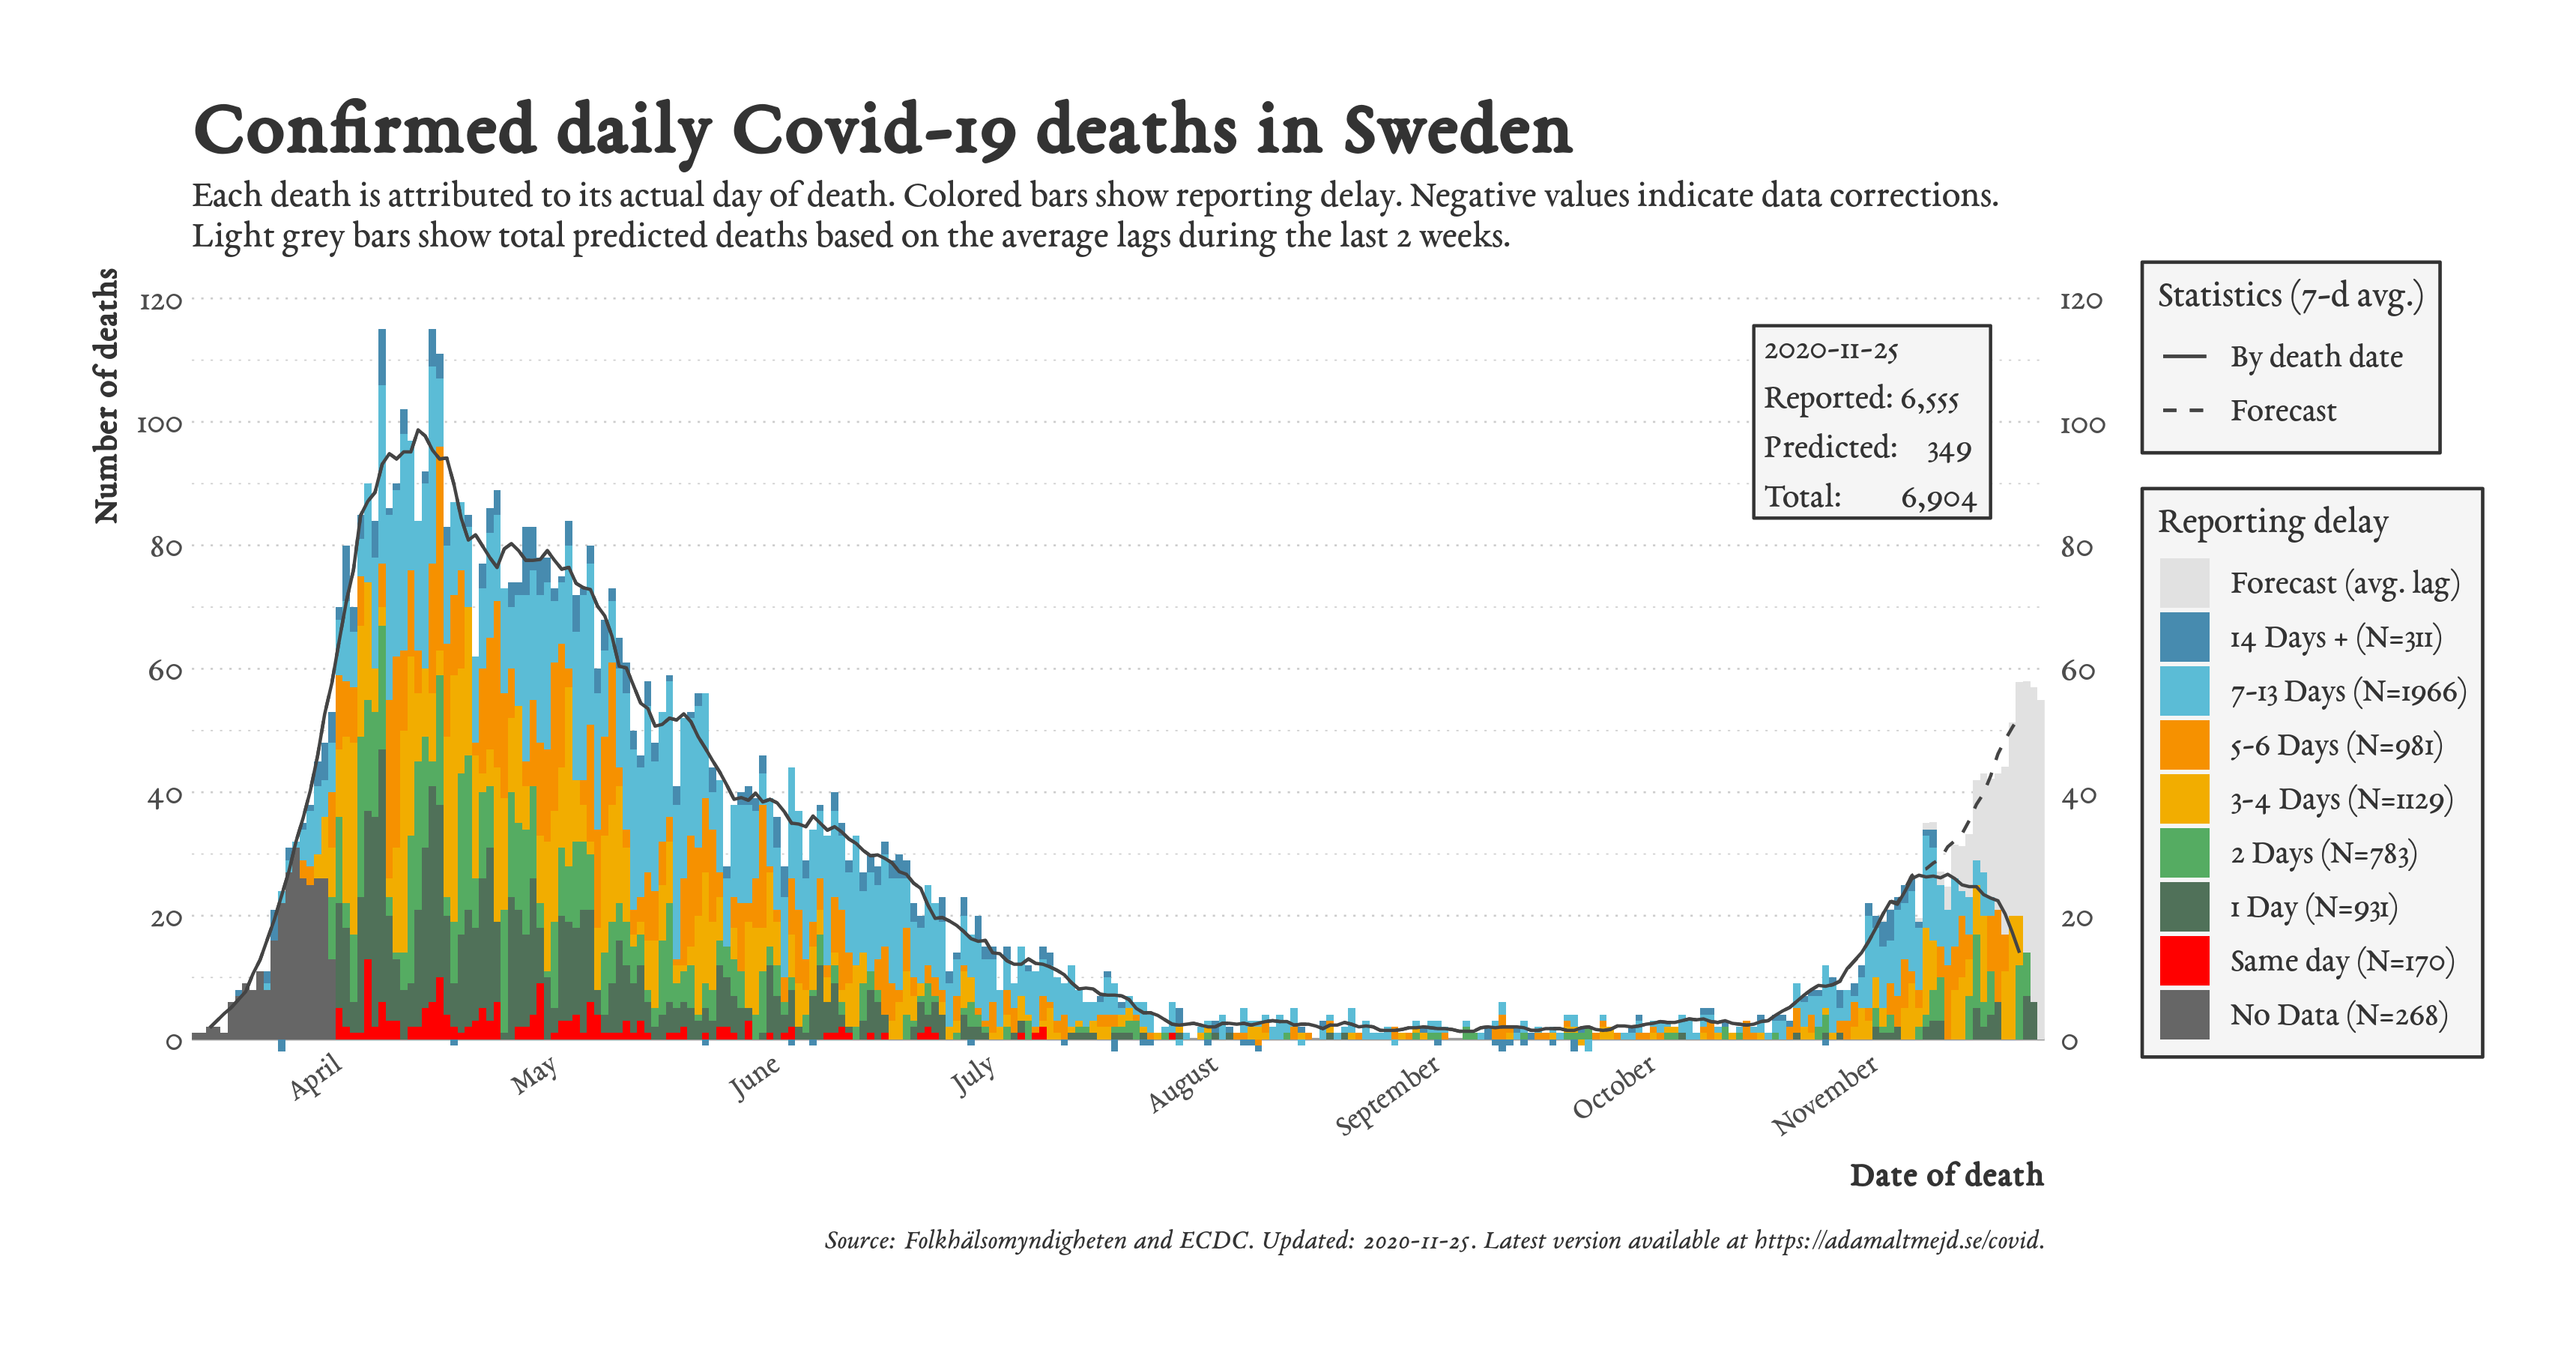 Confirmed daily Covid-19 deaths in Sweden
Each death is attributed to its actual day of death. Colored bars show reporting delay. Negative values indicate data corrections.
Light grey bars show total predicted deaths based on the average lags during the last 2 weeks.
Number of deaths
120
100
80
60
40
20
0
2020-11-25
Reported: 6,555
Predicted: 349
Total: 6,904
120
100
80
60
40
20
0
April
May
June
July
August
September
October
November
Date of death
Statistics (7-d avg.)
By death date
Forecast
Reporting delay
Forecast (avg. lag)
14 Days + (N=311)
7-13 Days (N=1966)
5-6 Days (N=981)
3-4 Days (N=1129)
2 Days (N=783)
1 Day (N=931)
Same day (N=170)
No Data (N=268)
Source: Folkhälsomyndigheten and ECDC. Updated: 2020-11-25. Latest version available at https://adamaltmejd.se/covid.